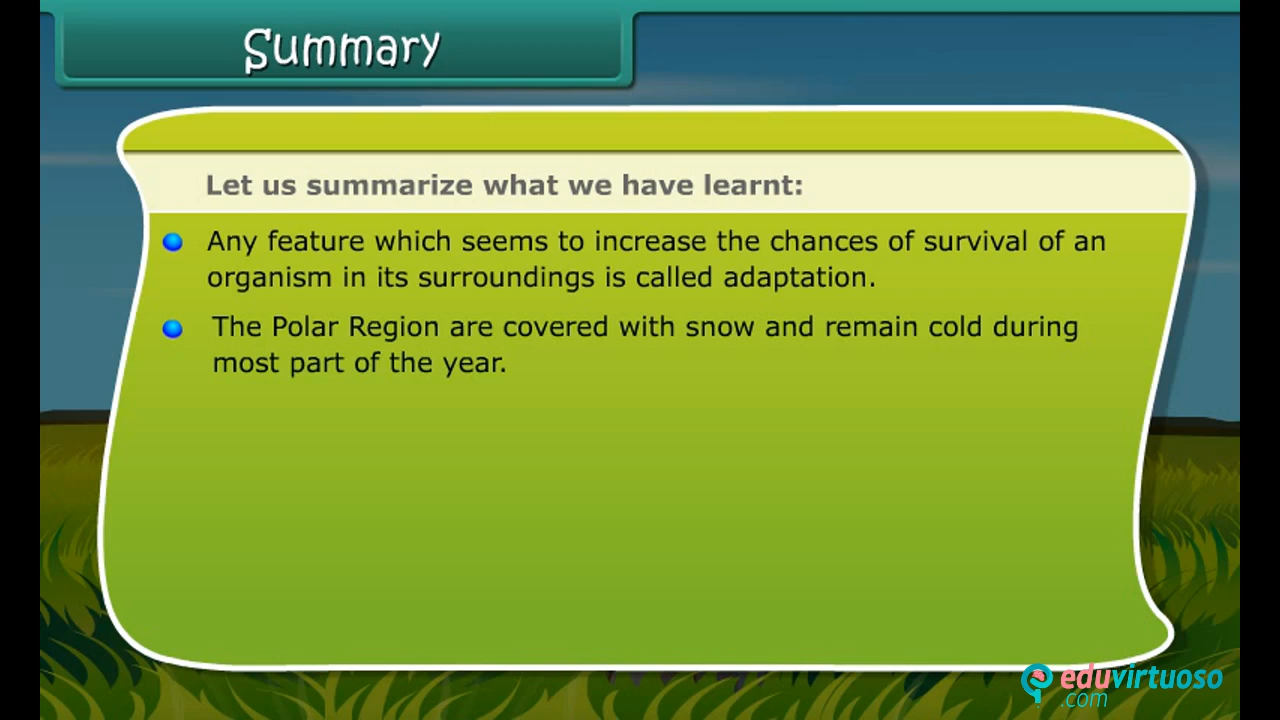 Summary
Let us summarize what we have learnt:
Any feature which seems to increase the chances of survival of an
organism in its surroundings is called adaptation.
The Polar Region are covered with snow and remain cold during
most part of the year.
eduvirtuoso
.com